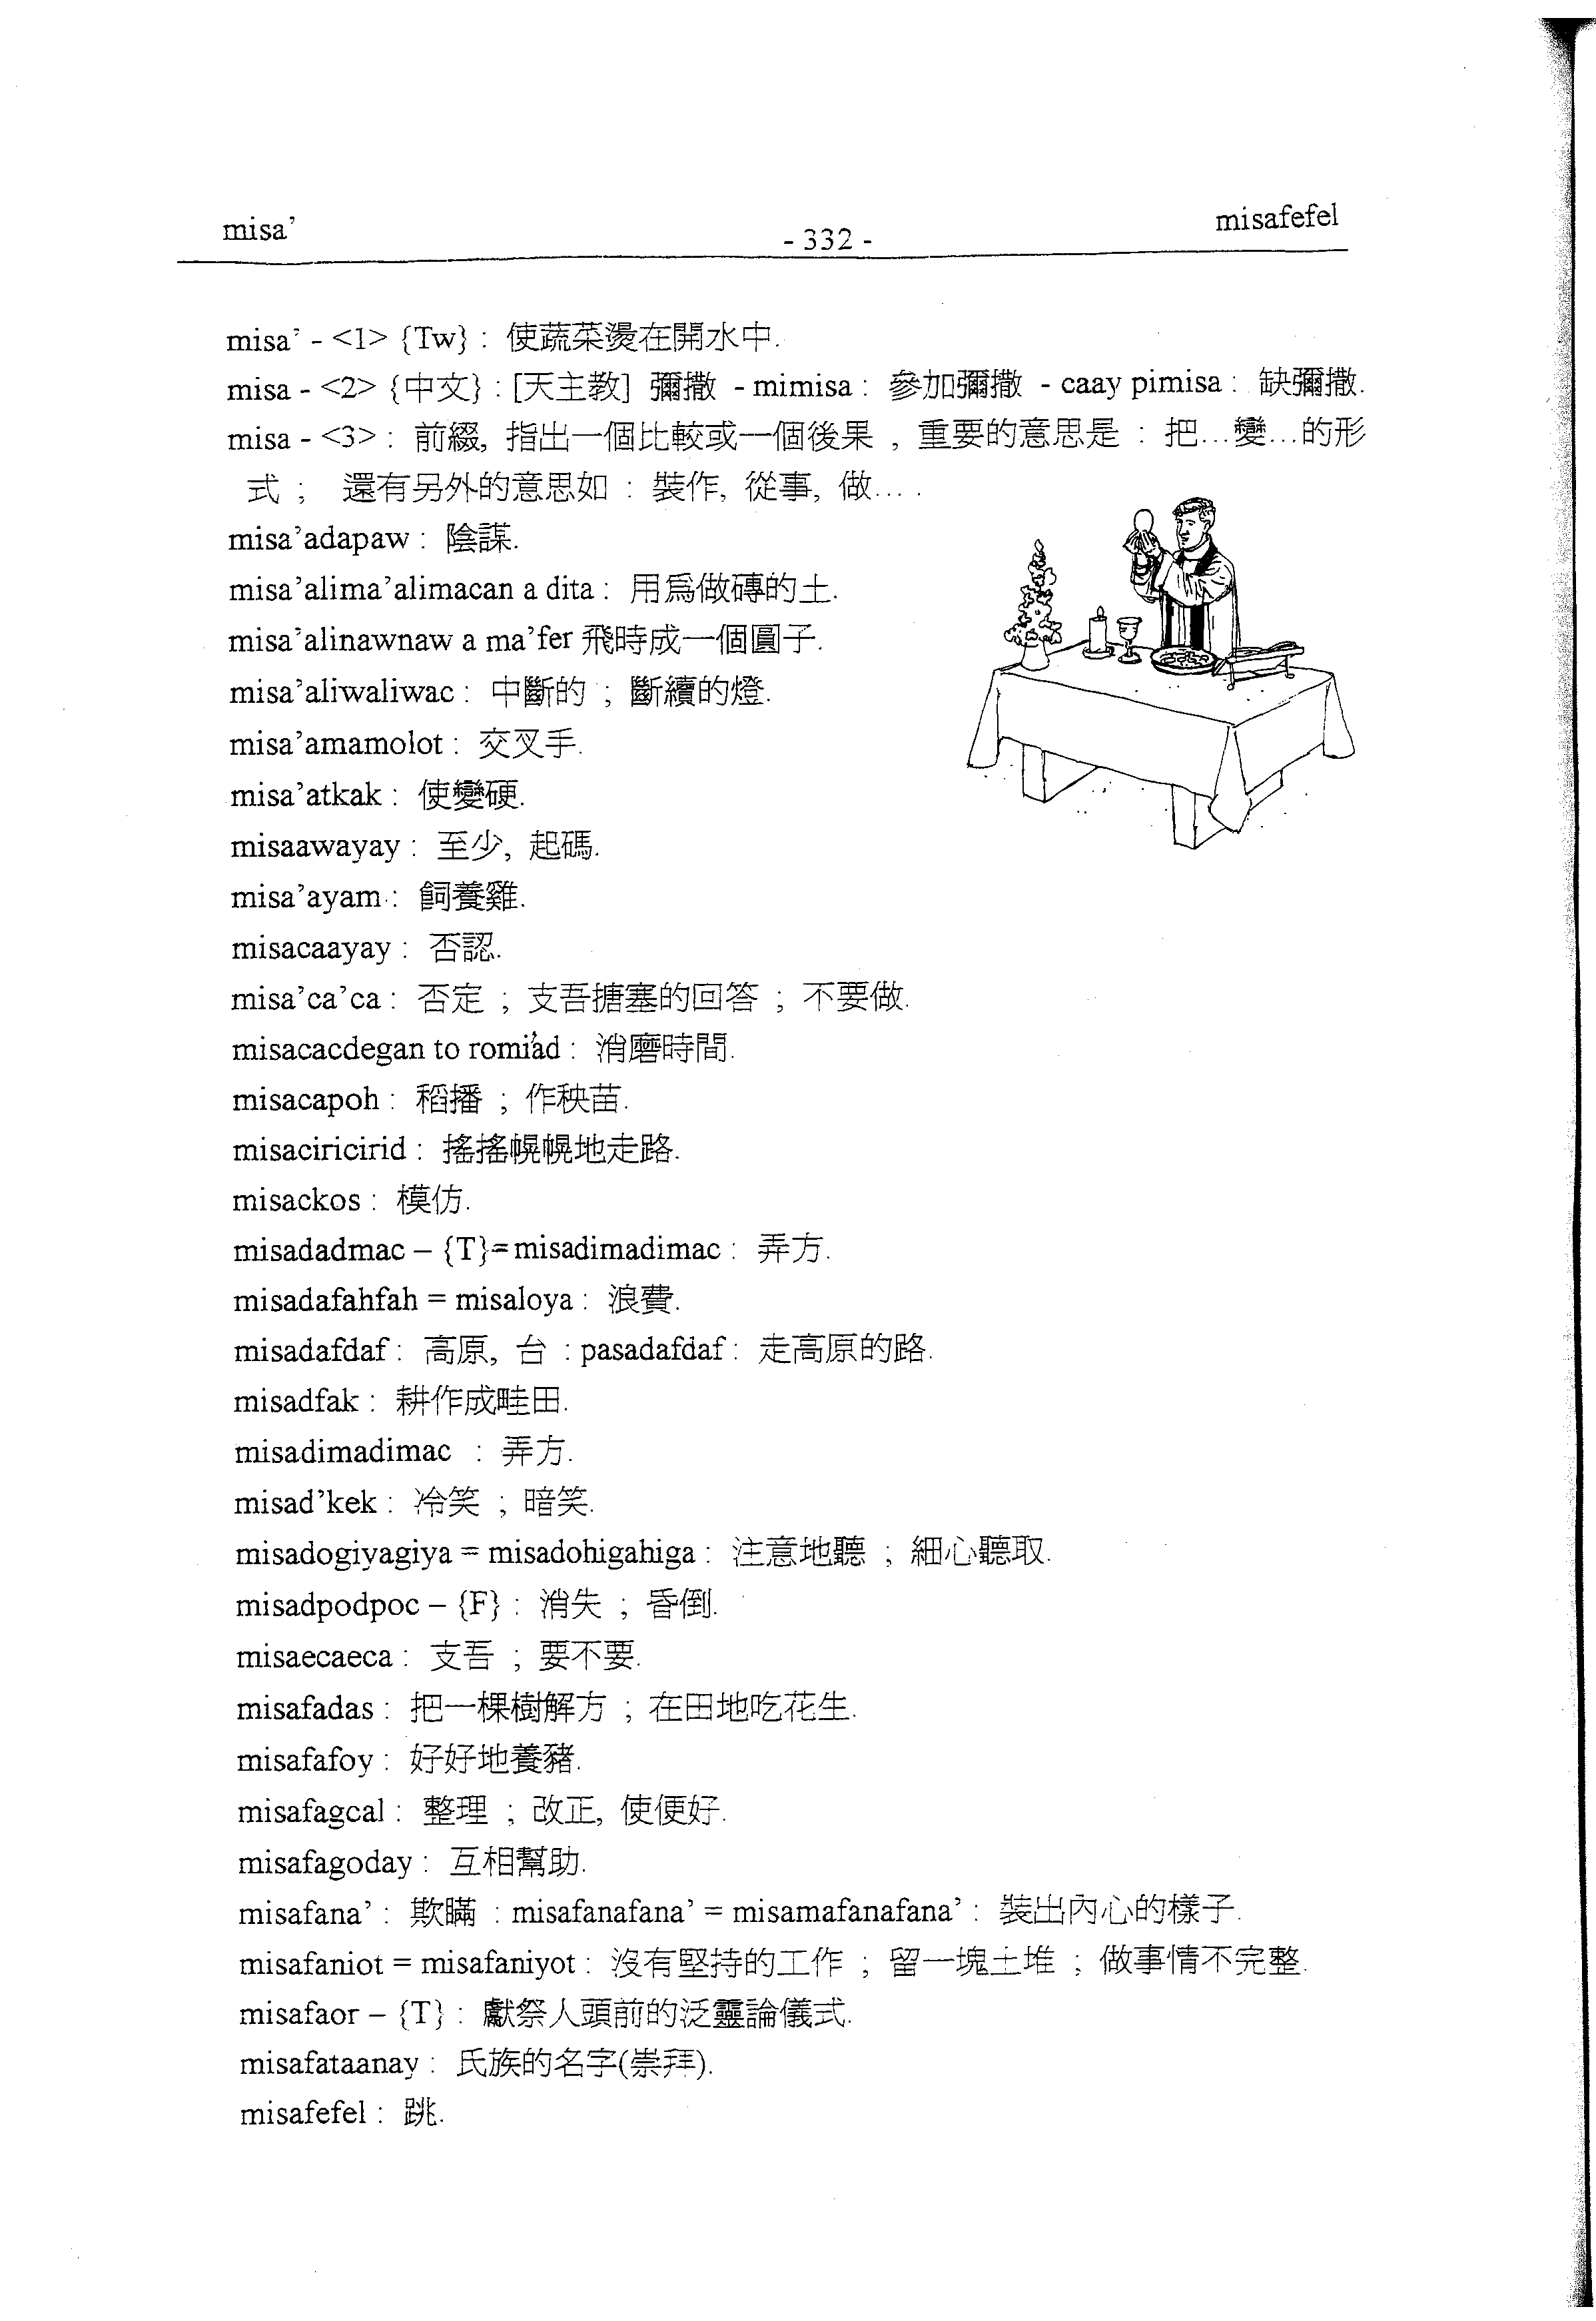 misa’
- 332 -
misafefel
misa’ - <1> {Tw} : 使蔬菜燙在開水中.
misa - <2> {中文} : [天主教] 彌撒 - mimisa : 參加彌撒 - caay pimisa : 缺彌撒.
misa - <3> : 前綴, 指出一個比較或一個後果 , 重要的意思是 : 把...變...的形
式 ; 還有另外的意思如 : 裝作, 從事, 做... .
misa’adapaw : 陰謀.
misa’alima’alimacan a dita : 用爲做磚的土.
misa’alinawnaw a ma’fer 飛時成一個圓子.
misa’aliwaliwac : 中斷的 ; 斷續的燈.
misa’amamolot : 交叉手.
misa’atkak : 使變硬.
misaawayay : 至少, 起碼.
misa’ayam : 飼養雞.
misacaayay : 否認.
misa’ca’ca : 否定 ; 支吾搪塞的回答 ; 不要做.
misacacdegan to romi’ad : 消磨時間.
misacapoh : 稻播 ; 作秧苗.
misaciricirid : 搖搖幌幌地走路.
misackos : 模仿.
misadadmac – {T}= misadimadimac : 弄方.
misadafahfah = misaloya : 浪費.
misadafdaf : 高原, 台 : pasadafdaf : 走高原的路.
misadfak : 耕作成畦田.
misadimadimac : 弄方.
misad’kek : 冷笑 ; 暗笑.
misadogiyagiya = misadohigahiga : 注意地聽 ; 細心聽取.
misadpodpoc – {F} : 消失 ; 昏倒.
misaecaeca : 支吾 ; 要不要.
misafadas : 把一棵樹解方 ; 在田地吃花生.
misafafoy : 好好地養豬.
misafagcal : 整理 ; 改正, 使便好.
misafagoday : 互相幫助.
misafana’ : 欺瞞 : misafanafana’ = misamafanafana’ : 裝出內心的樣子.
misafaniot = misafaniyot : 沒有堅持的工作 ; 留一塊土堆 ; 做事情不完整.
misafaor – {T} : 獻祭人頭前的泛靈論儀式.
misafataanay : 氏族的名字(崇拜).
misafefel : 跳.